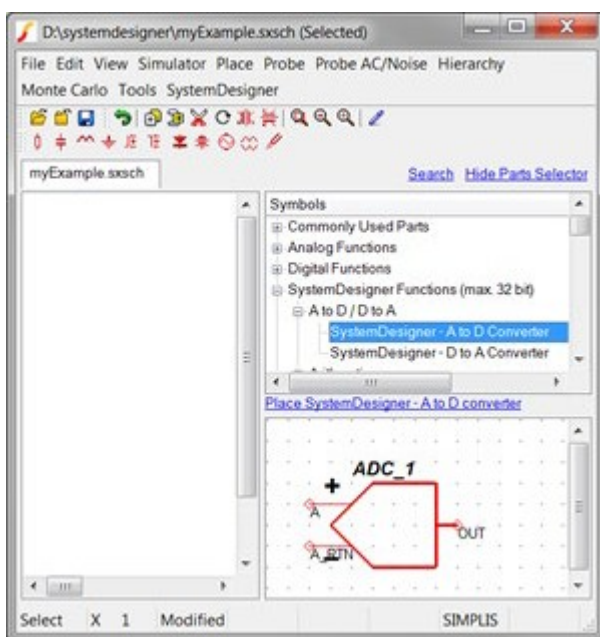 D:\systemdesigner\myExample.sxsch (Selected)
File Edit View Simulator Place Probe Probe AC/Noise Hierarchy
Monte Carlo Tools SystemDesigner
myExample.sxsch
Search Hide Parts Selector
Symbols
Commonly Used Parts
Analog Functions
Digital Functions
SystemDesigner Functions (max. 32 bit)
A to D / D to A
SystemDesigner - A to D Converter
SystemDesigner - D to A Converter
Place SystemDesigner - A to D converter
ADC_1
+
A
OUT
A_RTN
Select X 1 Modified SIMPLIS